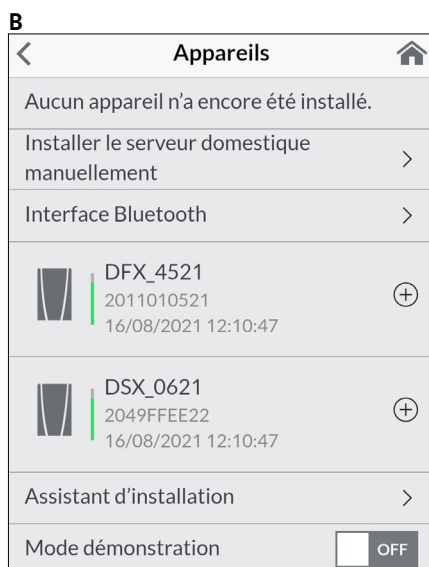 B
Appareils
Aucun appareil n’a encore été installé.
Installer le serveur domestique
manuellement
Interface Bluetooth
DFX_4521
2011010521
16/08/2021 12:10:47
DSX_0621
2049FFEE22
16/08/2021 12:10:47
Assistant d’installation
Mode démonstration OFF